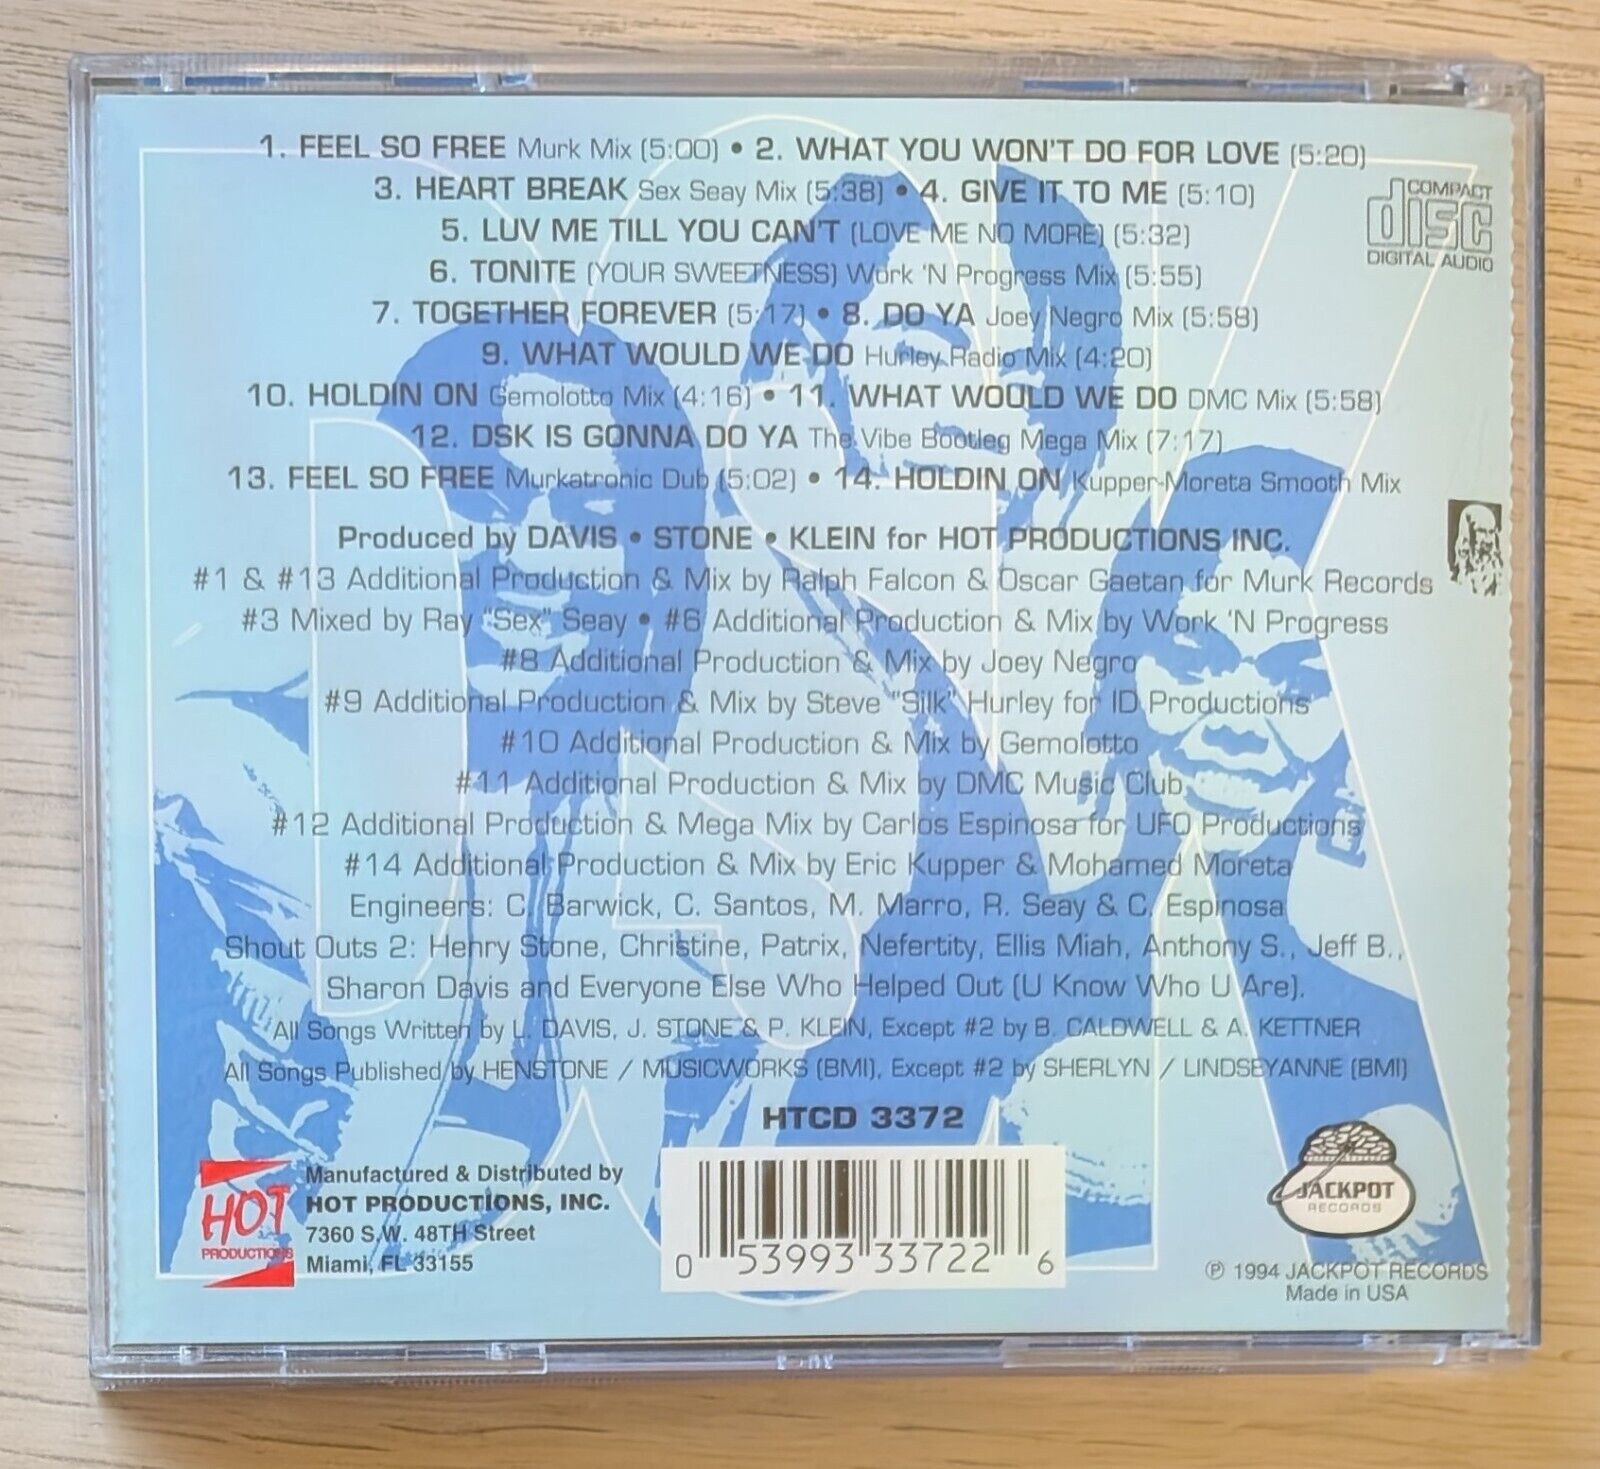 1. FEEL SO FREE Murk Mix (5:00) • 2. WHAT YOU WON'T DO FOR LOVE (5:20)
3. HEART BREAK Sex Seay Mix (5:38) • 4. GIVE IT TO ME (5:10)
5. LUV ME TILL YOU CAN'T (LOVE ME NO MORE) (5:32)
6. TONITE (YOUR SWEETNESS) Work 'N Progress Mix (5:55)
7. TOGETHER FOREVER (5:17) • 8. DO YA Joey Negro Mix (5:58)
9. WHAT WOULD WE DO Hurley Radio Mix (4:20)
10. HOLDIN ON Gemolotto Mix (4:16) • 11. WHAT WOULD WE DO DMC Mix (5:58)
12. DSK IS GONNA DO YA The Vibe Bootleg Mega Mix (7:17)
13. FEEL SO FREE Murkatronic Dub (5:02) • 14. HOLDIN ON Kupper-Moreta Smooth Mix
COMPACT
disc
DIGITAL AUDIO
Produced by DAVIS • STONE • KLEIN for HOT PRODUCTIONS INC.
#1 & #13 Additional Production & Mix by Ralph Falcon & Oscar Gaetan for Murk Records
#3 Mixed by Ray "Sex" Seay • #6 Additional Production & Mix by Work 'N Progress
#8 Additional Production & Mix by Joey Negro
#9 Additional Production & Mix by Steve "Silk" Hurley for ID Productions
#10 Additional Production & Mix by Gemolotto
#11 Additional Production & Mix by DMC Music Club
#12 Additional Production & Mega Mix by Carlos Espinosa for UFO Productions
#14 Additional Production & Mix by Eric Kupper & Mohamed Moreta
Engineers: C. Barwick, C. Santos, M. Marro, R. Seay & C. Espinosa
Shout Outs 2: Henry Stone, Christine, Patrix, Nefertity, Ellis Miah, Anthony S., Jeff B.,
Sharon Davis and Everyone Else Who Helped Out (U Know Who U Are).
All Songs Written by L. DAVIS, J. STONE & P. KLEIN, Except #2 by B. CALDWELL & A. KETTNER
All Songs Published by HENSTONE / MUSICWORKS (BMI), Except #2 by SHERLYN / LINDSEYANNE (BMI)
HTCD 3372
HOT
PRODUCTIONS
Manufactured & Distributed by
HOT PRODUCTIONS, INC.
7360 S.W. 48TH Street
Miami, FL 33155
0 53993 33722 6
JACKPOT
RECORDS
℗ 1994 JACKPOT RECORDS
Made in USA
DSK